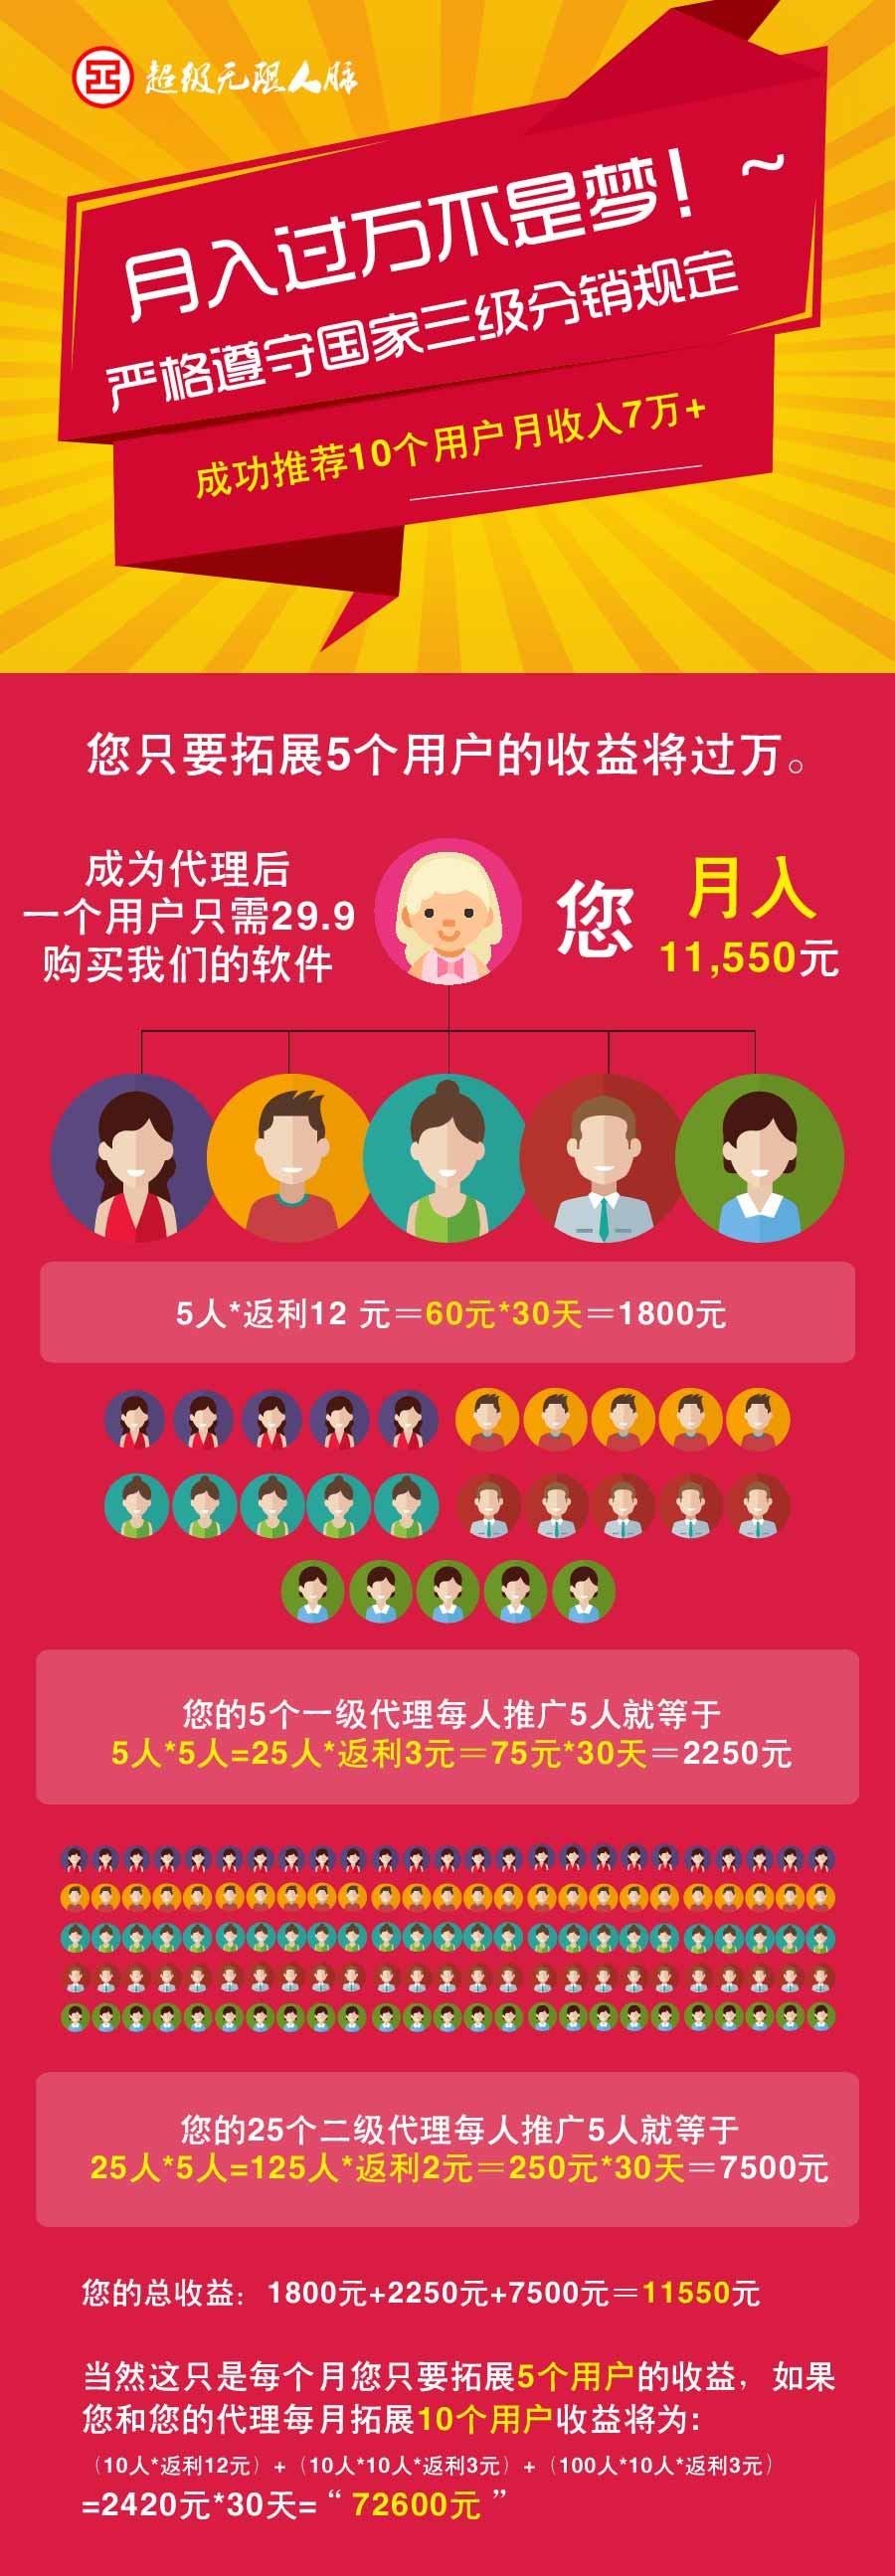 超级无限人脉
月入过万不是梦！~
严格遵守国家三级分销规定
成功推荐10个用户月收入7万+
您只要拓展5个用户的收益将过万。
成为代理后
一个用户只需29.9
购买我们的软件
您
月入
11,550元
5人*返利12 元＝60元*30天＝1800元
您的5个一级代理每人推广5人就等于
5人*5人=25人*返利3元＝75元*30天＝2250元
您的25个二级代理每人推广5人就等于
25人*5人=125人*返利2元＝250元*30天＝7500元
您的总收益：1800元+2250元+7500元＝11550元
当然这只是每个月您只要拓展5个用户的收益，如果
您和您的代理每月拓展10个用户收益将为:
（10人*返利12元）+（10人*10人*返利3元）+（100人*10人*返利3元）
=2420元*30天=“ 72600元 ”